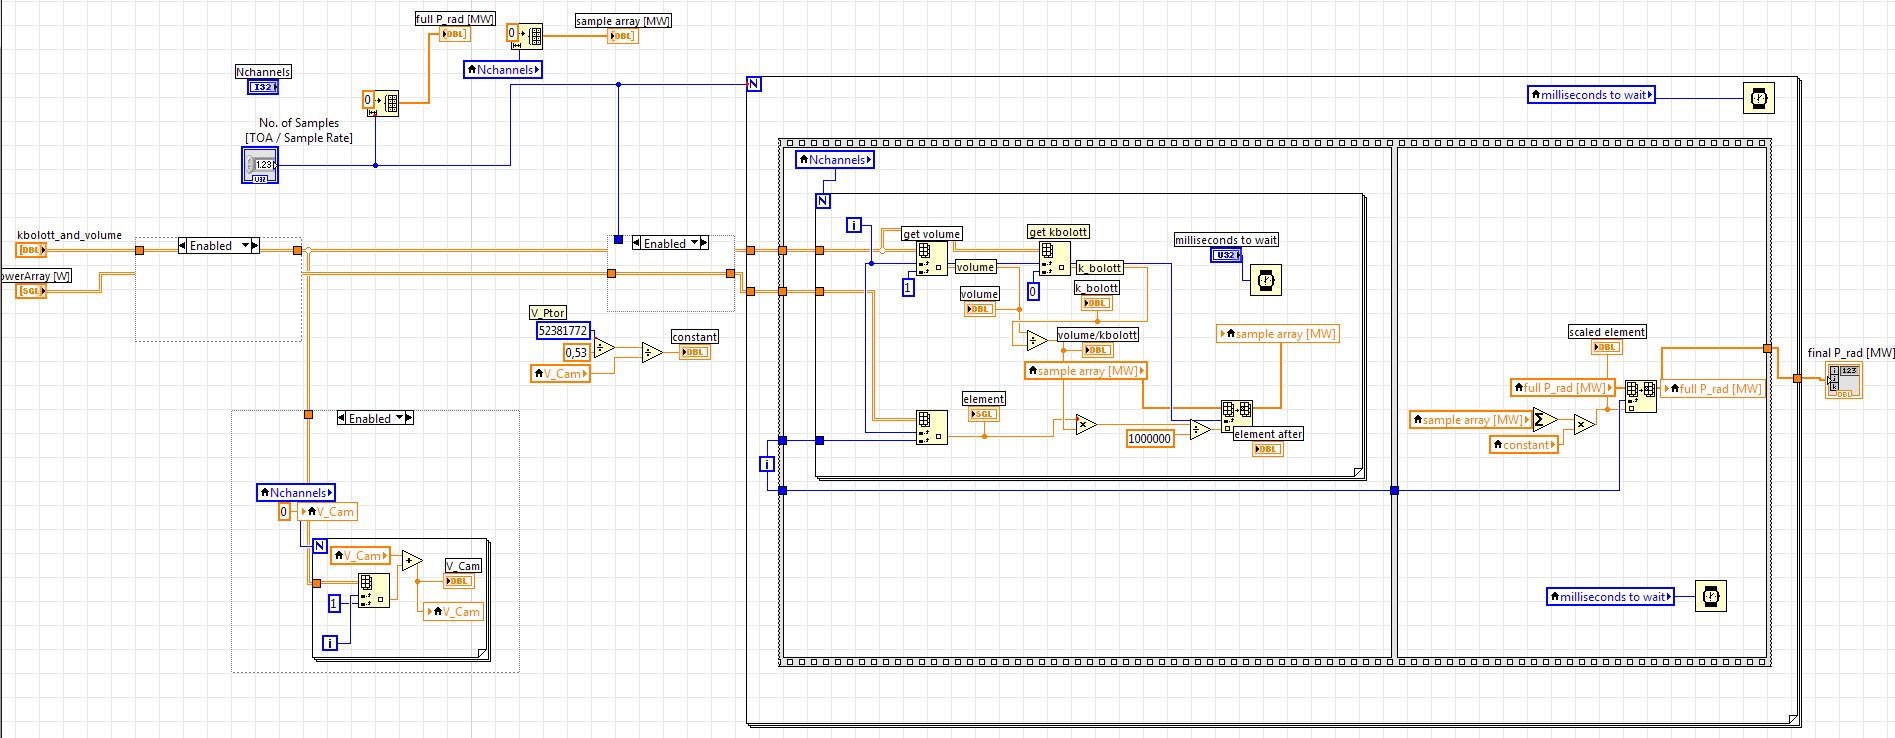 full P_rad [MW]
DBL]
0
sample array [MW]
DBL]
Nchannels
Nchannels
I32
0
No. of Samples
[TOA / Sample Rate]
1.23
U32
N
milliseconds to wait
Nchannels
N
kbolott_and_volume
[DBL]
Enabled
Enabled
owerArray [W]
[SGL]
i
get volume
get kbolott
milliseconds to wait
U32
volume
k_bolott
1
0
volume
DBL
k_bolott
DBL
V_Ptor
52381772
0,53
V_Cam
constant
DBL
volume/kbolott
DBL
sample array [MW]
sample array [MW]
scaled element
DBL
final P_rad [MW]
i
j
k
123
DBL
full P_rad [MW]
full P_rad [MW]
element
SGL
Enabled
sample array [MW]
Σ
×
constant
×
1000000
element after
DBL
i
Nchannels
0
V_Cam
N
V_Cam
+
V_Cam
DBL
1
V_Cam
i
milliseconds to wait